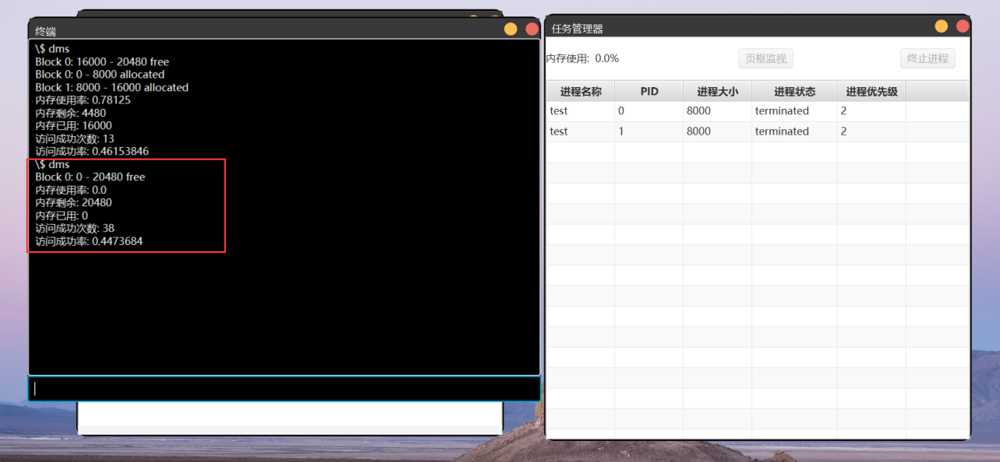 终端
\$ dms
Block 0: 16000 - 20480 free
Block 0: 0 - 8000 allocated
Block 1: 8000 - 16000 allocated
内存使用率: 0.78125
内存剩余: 4480
内存已用: 16000
访问成功次数: 13
访问成功率: 0.46153846
\$ dms
Block 0: 0 - 20480 free
内存使用率: 0.0
内存剩余: 20480
内存已用: 0
访问成功次数: 38
访问成功率: 0.4473684
任务管理器
内存使用: 0.0% 页框监视 终止进程
进程名称 PID 进程大小 进程状态 进程优先级
test 0 8000 terminated 2
test 1 8000 terminated 2